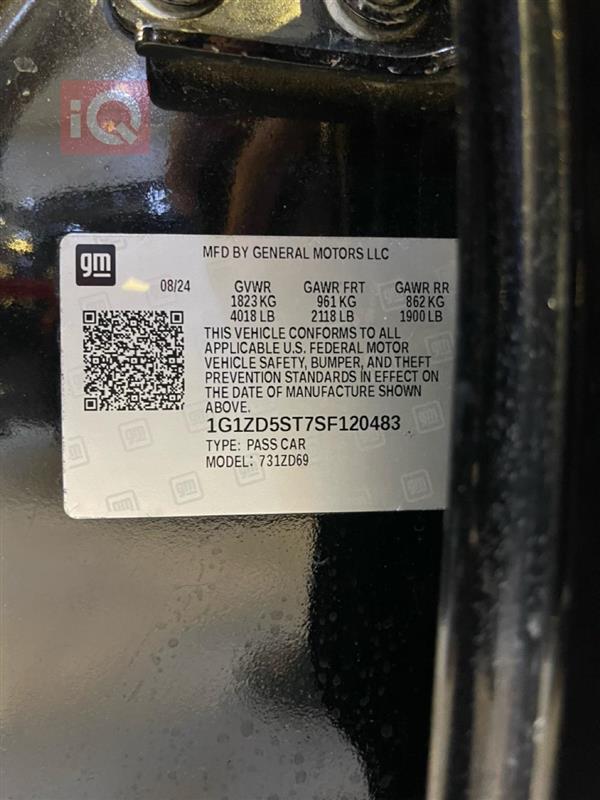 iQ
gm
MFD BY GENERAL MOTORS LLC
08/24 GVWR GAWR FRT GAWR RR
1823 KG 961 KG 862 KG
4018 LB 2118 LB 1900 LB
THIS VEHICLE CONFORMS TO ALL
APPLICABLE U.S. FEDERAL MOTOR
VEHICLE SAFETY, BUMPER, AND THEFT
PREVENTION STANDARDS IN EFFECT ON
THE DATE OF MANUFACTURE SHOWN
ABOVE.
1G1ZD5ST7SF120483
TYPE: PASS CAR
MODEL: 731ZD69